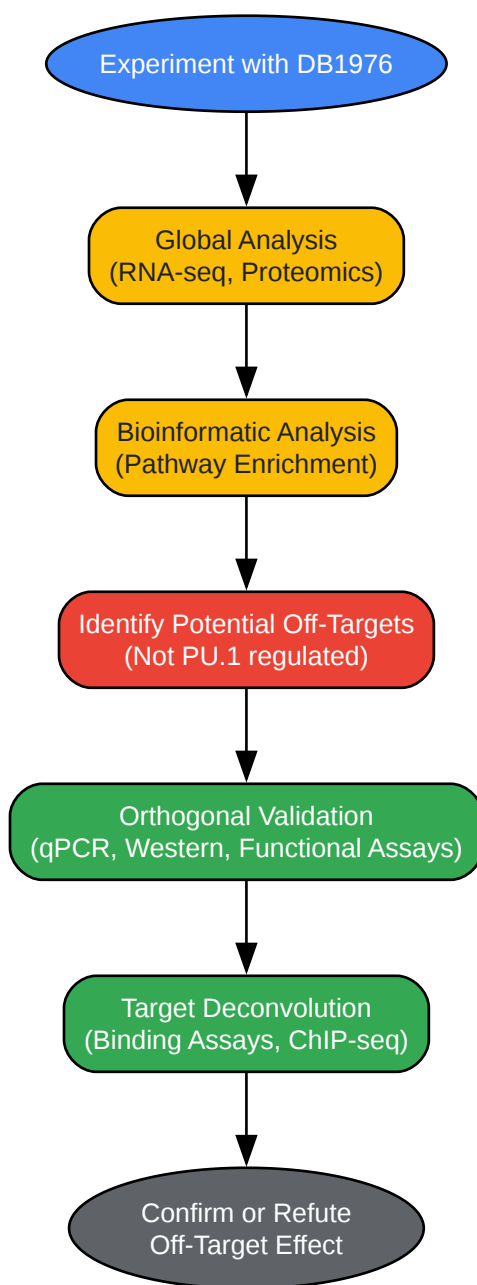 Experiment with DB1976
Global Analysis
(RNA-seq, Proteomics)
Bioinformatic Analysis
(Pathway Enrichment)
Identify Potential Off-Targets
(Not PU.1 regulated)
Orthogonal Validation
(qPCR, Western, Functional Assays)
Target Deconvolution
(Binding Assays, ChIP-seq)
Confirm or Refute
Off-Target Effect